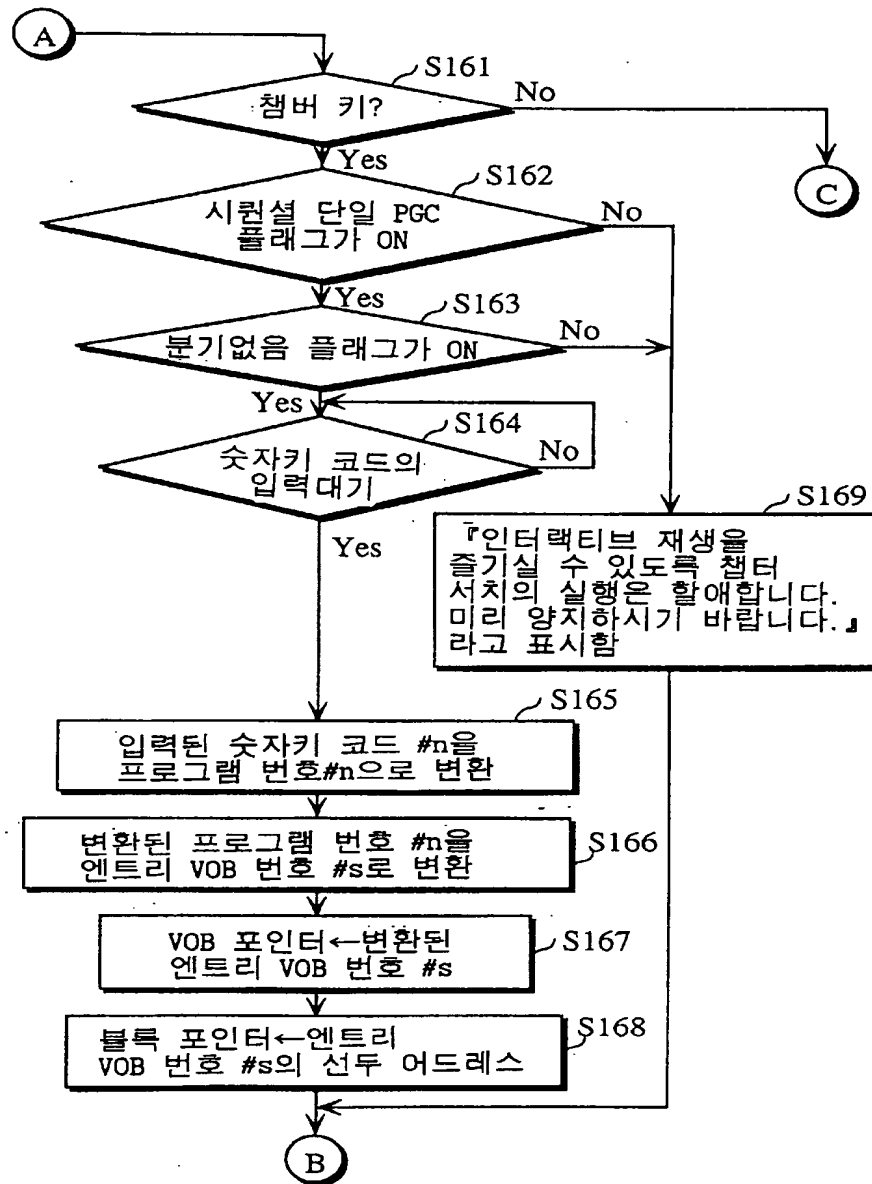 A
S161
챔버 키?
No
Yes
C
S162
시퀀셜 단일 PGC
플래그가 ON
No
Yes
S163
분기없음 플래그가 ON
No
Yes
S164
숫자키 코드의
입력대기
No
Yes
S169
『인터랙티브 재생을
즐기실 수 있도록 챕터
서치의 실행은 할애합니다.
미리 양지하시기 바랍니다.』
라고 표시함
S165
입력된 숫자키 코드 #n을
프로그램 번호#n으로 변환
변환된 프로그램 번호 #n을
엔트리 VOB 번호 #s로 변환
S166
VOB 포인터←변환된
엔트리 VOB 번호 #s
S167
블록 포인터←엔트리
VOB 번호 #s의 선두 어드레스
S168
B